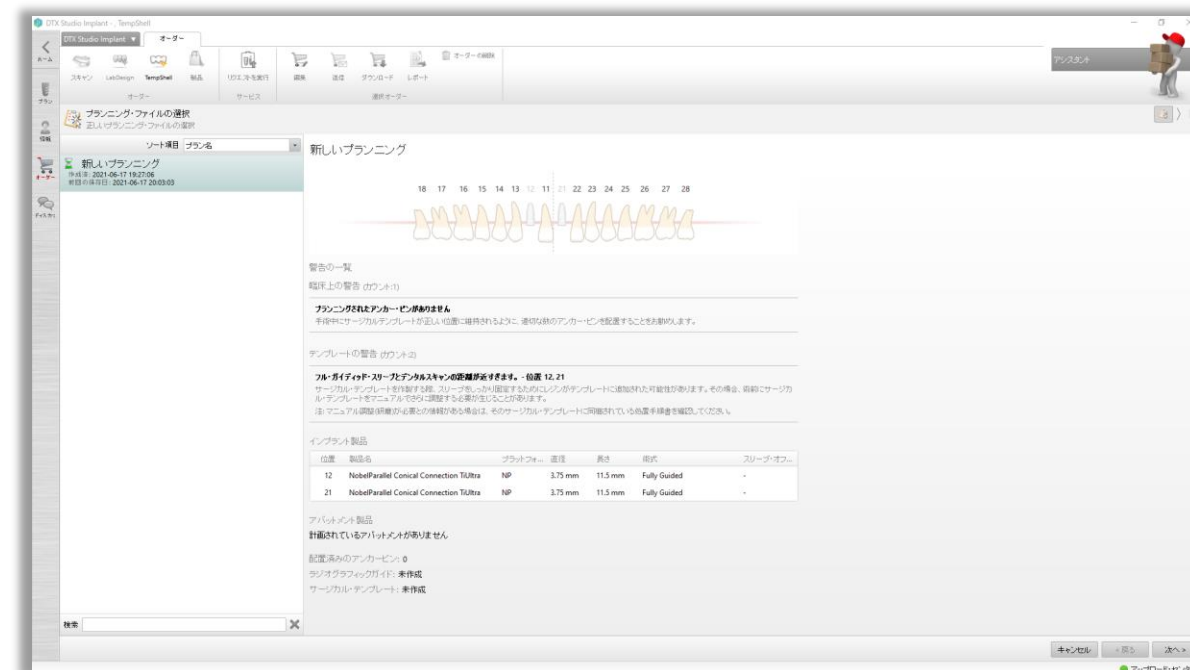 DTX Studio Implant - , TempShell
DTX Studio Implant ▼ オーダー
ホーム
プラン
情報
オーダー
スキャン LabDesign TempShell 製品
編集 送信 ダウンロード レポート オーダーの削除
オーダー サービス 選択オーダー
アシスタント
プランニング・ファイルの選択
正しいプランニング・ファイルの選択
ソート項目 プラン名
新しいプランニング
作成済: 2021-06-17 19:27:06
前回の保存日: 2021-06-17 20:03:03
新しいプランニング
18 17 16 15 14 13 12 11 21 22 23 24 25 26 27 28
警告の一覧
臨床上の警告 (カウント:1)
プランニングされたアンカー・ピンがありません
手術中にサージカルテンプレートが正しい位置に維持されるように、適切な数のアンカー・ピンを配置することをお勧めします。
テンプレートの警告 (カウント:2)
フル・ガイディッド・スリーブとデンタルスキャンの距離が近すぎます。 - 位置 12, 21
サージカル・テンプレートを作製する際、スリーブをしっかり固定するためにレジンがテンプレートに追加された可能性があります。その場合、術前にサージカ
ル・テンプレートをマニュアルでさらに調整する必要が生じることがあります。
注: マニュアル調整(研磨)が必要との情報がある場合は、そのサージカル・テンプレートに同梱されている処置手順書を確認してください。
インプラント製品
位置 製品名 プラットフォ... 直径 長さ 術式 スリーブ・オフ...
12 NobelParallel Conical Connection TiUltra NP 3.75 mm 11.5 mm Fully Guided -
21 NobelParallel Conical Connection TiUltra NP 3.75 mm 11.5 mm Fully Guided -
アバットメント製品
計画されているアバットメントがありません
配置済みのアンカーピン: 0
ラジオグラフィックガイド: 未作成
サージカル・テンプレート: 未作成
検索
キャンセル < 戻る 次へ >